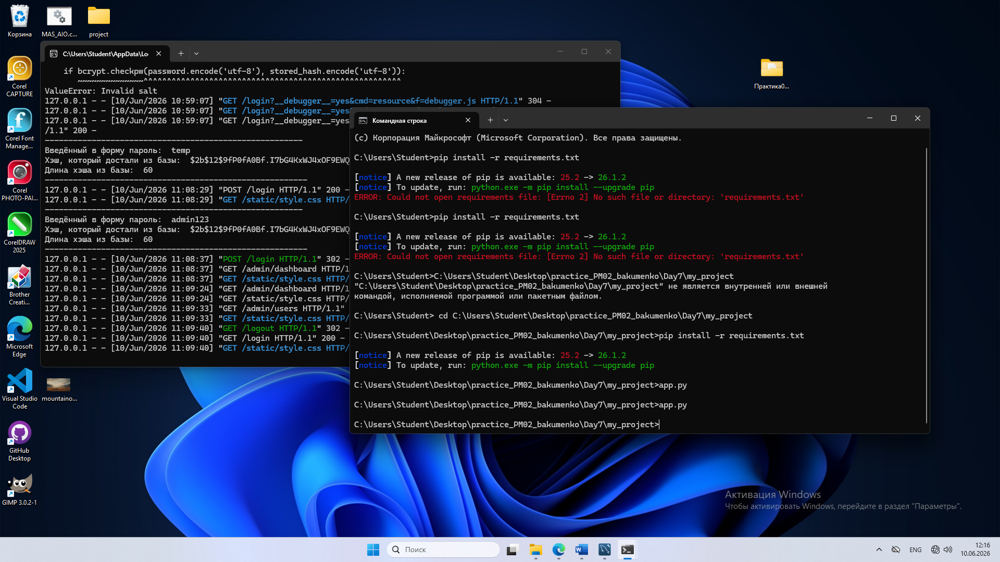 Корзина
MAS_AIO.c...
project
Corel CAPTURE
Corel Font Manage...
Corel PHOTO-PAI...
CorelDRAW 2025
Brother Creati...
Microsoft Edge
Visual Studio Code
mountaino...
GitHub Desktop
GIMP 3.0.2-1
Практика0...
C:\Users\Student\AppData\Lo
if bcrypt.checkpw(password.encode('utf-8'), stored_hash.encode('utf-8')):
ValueError: Invalid salt
127.0.0.1 - - [10/Jun/2026 10:59:07] "GET /login?__debugger__=yes&cmd=resource&f=debugger.js HTTP/1.1" 304 -
127.0.0.1 - - [10/Jun/2026 10:59:07] "GET /login?__debugger__=yes
127.0.0.1 - - [10/Jun/2026 10:59:07] "GET /login?__debugger__=yes
/1.1" 200 -
----------------------------------------------------
Введённый в форму пароль:  temp
Хэш, который достали из базы:  $2b$12$9fP0fA0Bf.I7bG4KxWJ4xOF9EWQ
Длина хэша из базы:  60
----------------------------------------------------
127.0.0.1 - - [10/Jun/2026 11:08:29] "POST /login HTTP/1.1" 200 -
127.0.0.1 - - [10/Jun/2026 11:08:29] "GET /static/style.css HTTP/
----------------------------------------------------
Введённый в форму пароль:  admin123
Хэш, который достали из базы:  $2b$12$9fP0fA0Bf.I7bG4KxWJ4xOF9EWQ
Длина хэша из базы:  60
----------------------------------------------------
127.0.0.1 - - [10/Jun/2026 11:08:37] "POST /login HTTP/1.1" 302 -
127.0.0.1 - - [10/Jun/2026 11:08:37] "GET /admin/dashboard HTTP/1
127.0.0.1 - - [10/Jun/2026 11:08:37] "GET /static/style.css HTTP/
127.0.0.1 - - [10/Jun/2026 11:09:24] "GET /admin/dashboard HTTP/1
127.0.0.1 - - [10/Jun/2026 11:09:24] "GET /static/style.css HTTP/
127.0.0.1 - - [10/Jun/2026 11:09:33] "GET /admin/users HTTP/1.1"
127.0.0.1 - - [10/Jun/2026 11:09:33] "GET /static/style.css HTTP/
127.0.0.1 - - [10/Jun/2026 11:09:40] "GET /logout HTTP/1.1" 302 -
127.0.0.1 - - [10/Jun/2026 11:09:40] "GET /login HTTP/1.1" 200 -
127.0.0.1 - - [10/Jun/2026 11:09:40] "GET /static/style.css HTTP/
Командная строка
(c) Корпорация Майкрософт (Microsoft Corporation). Все права защищены.
C:\Users\Student>pip install -r requirements.txt
[notice] A new release of pip is available: 25.2 -> 26.1.2
[notice] To update, run: python.exe -m pip install --upgrade pip
ERROR: Could not open requirements file: [Errno 2] No such file or directory: 'requirements.txt'
C:\Users\Student>pip install -r requirements.txt
[notice] A new release of pip is available: 25.2 -> 26.1.2
[notice] To update, run: python.exe -m pip install --upgrade pip
ERROR: Could not open requirements file: [Errno 2] No such file or directory: 'requirements.txt'
C:\Users\Student>C:\Users\Student\Desktop\practice_PM02_bakumenko\Day7\my_project
"C:\Users\Student\Desktop\practice_PM02_bakumenko\Day7\my_project" не является внутренней или внешней
командой, исполняемой программой или пакетным файлом.
C:\Users\Student> cd C:\Users\Student\Desktop\practice_PM02_bakumenko\Day7\my_project
C:\Users\Student\Desktop\practice_PM02_bakumenko\Day7\my_project>pip install -r requirements.txt
[notice] A new release of pip is available: 25.2 -> 26.1.2
[notice] To update, run: python.exe -m pip install --upgrade pip
C:\Users\Student\Desktop\practice_PM02_bakumenko\Day7\my_project>app.py
C:\Users\Student\Desktop\practice_PM02_bakumenko\Day7\my_project>app.py
C:\Users\Student\Desktop\practice_PM02_bakumenko\Day7\my_project>
Активация Windows
Чтобы активировать Windows, перейдите в раздел "Параметры".
Поиск
ENG
12:16
10.06.2026